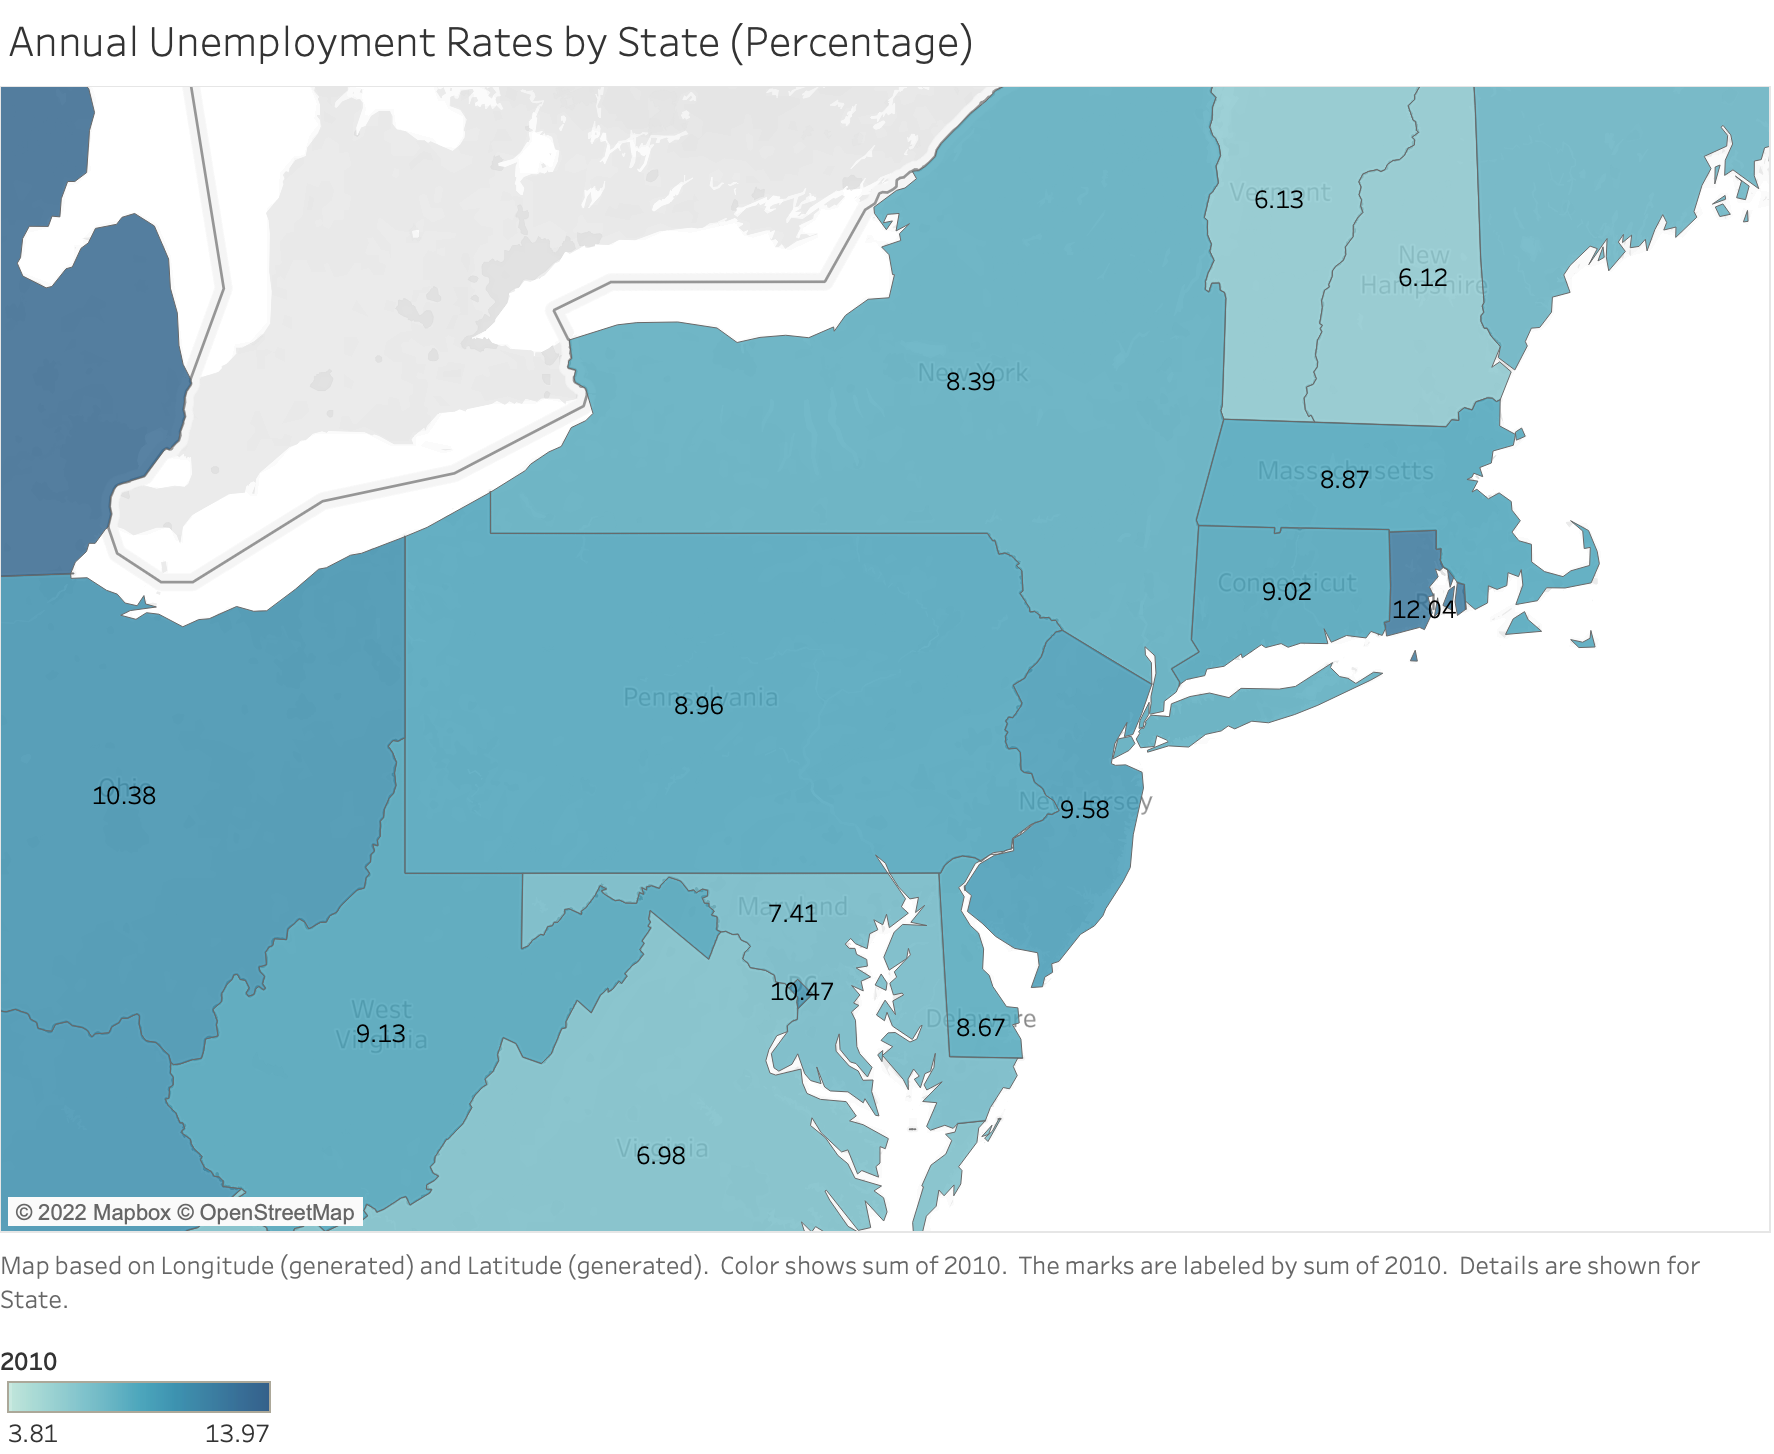 Annual Unemployment Rates by State (Percentage)
Vermont
6.13
New
Hampshire
6.12
New York
8.39
Massachusetts
8.87
Connecticut
9.02
RI
12.04
Pennsylvania
8.96
Ohio
10.38
New Jersey
9.58
Maryland
7.41
DC
10.47
West
Virginia
9.13
Delaware
8.67
Virginia
6.98
© 2022 Mapbox © OpenStreetMap
Map based on Longitude (generated) and Latitude (generated). Color shows sum of 2010. The marks are labeled by sum of 2010. Details are shown for
State.
2010
3.81 13.97